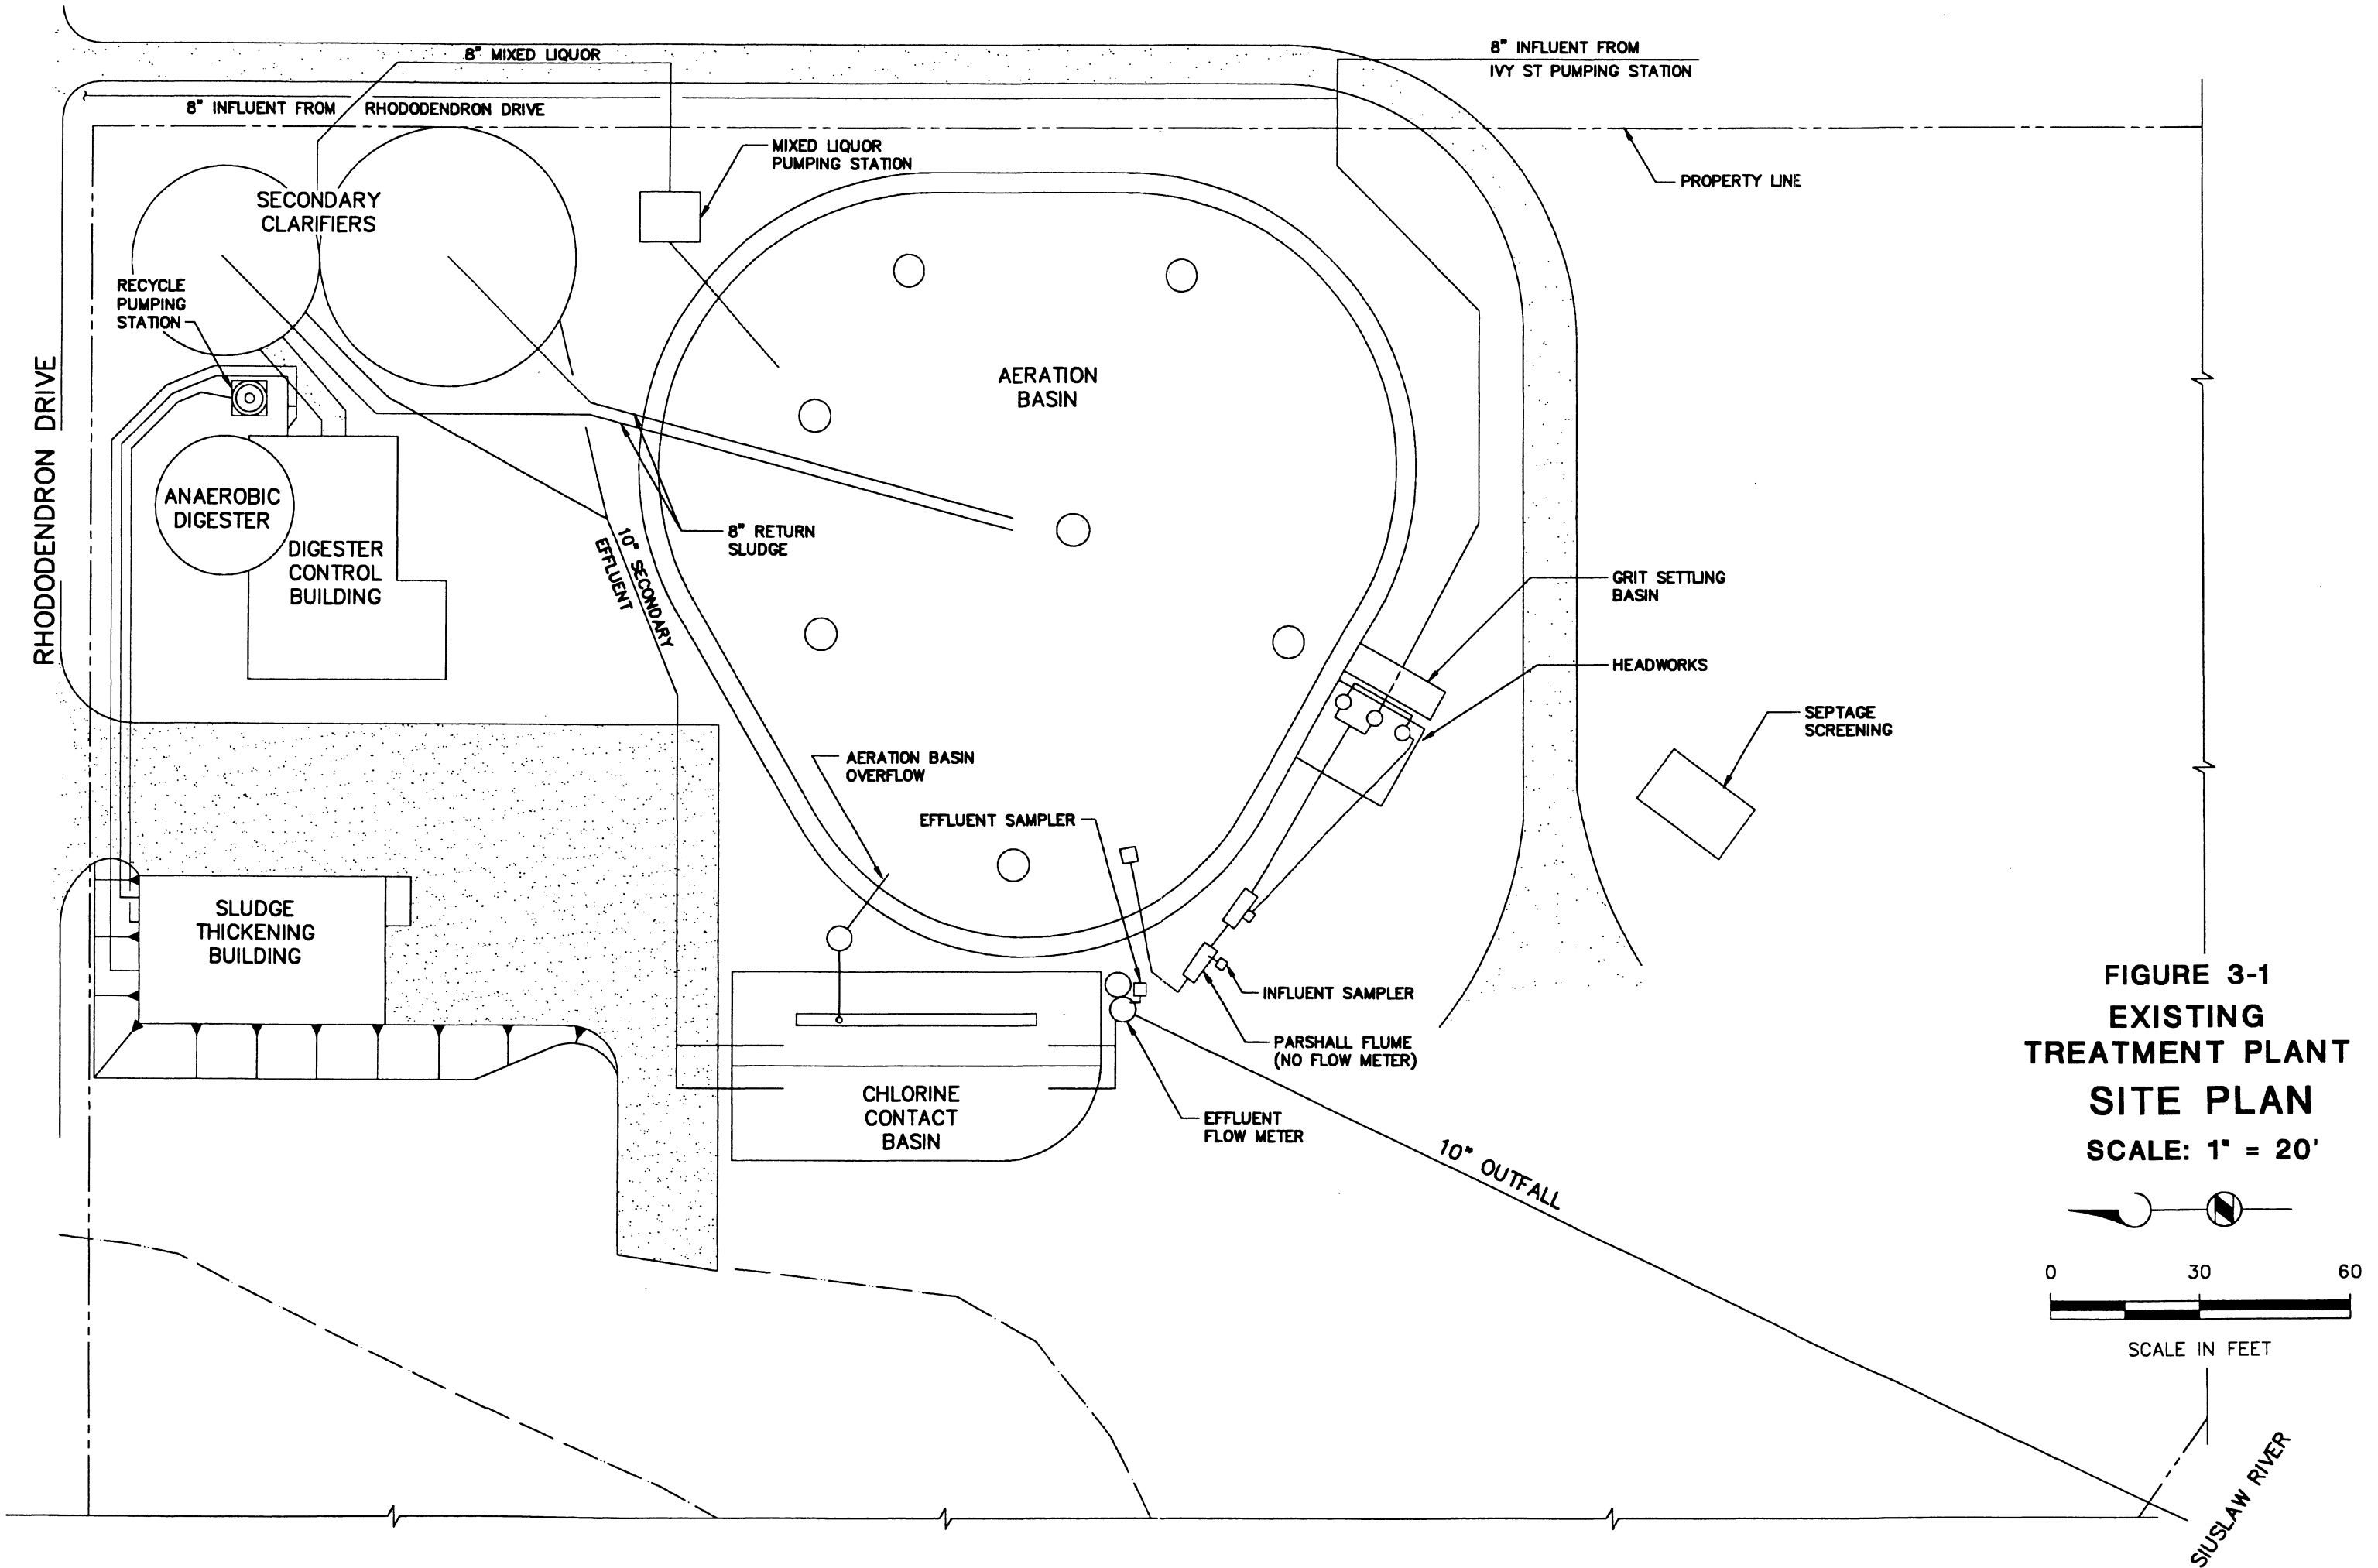 8" MIXED LIQUOR
8" INFLUENT FROM
IVY ST PUMPING STATION
8" INFLUENT FROM RHODODENDRON DRIVE
MIXED LIQUOR
PUMPING STATION
PROPERTY LINE
SECONDARY
CLARIFIERS
RECYCLE
PUMPING
STATION
RHODODENDRON DRIVE
AERATION
BASIN
ANAEROBIC
DIGESTER
DIGESTER
CONTROL
BUILDING
8" RETURN
SLUDGE
10" SECONDARY
EFFLUENT
GRIT SETTLING
BASIN
HEADWORKS
SEPTAGE
SCREENING
AERATION BASIN
OVERFLOW
EFFLUENT SAMPLER
SLUDGE
THICKENING
BUILDING
INFLUENT SAMPLER
PARSHALL FLUME
(NO FLOW METER)
CHLORINE
CONTACT
BASIN
EFFLUENT
FLOW METER
10" OUTFALL
FIGURE 3-1
EXISTING
TREATMENT PLANT
SITE PLAN
SCALE: 1" = 20'
0 30 60
SCALE IN FEET
SIUSLAW RIVER